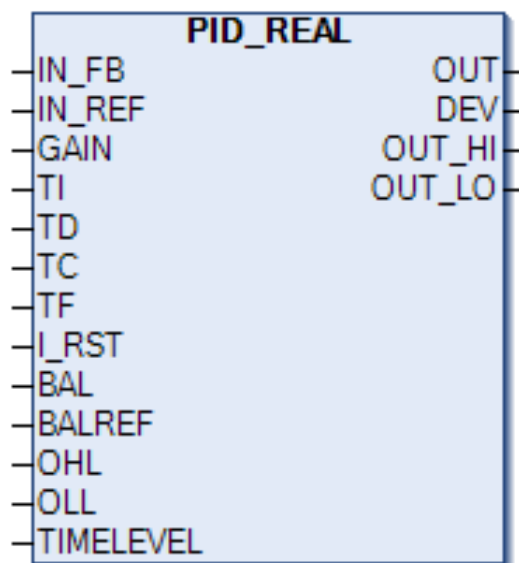 PID_REAL
IN_FB OUT
IN_REF DEV
GAIN OUT_HI
TI OUT_LO
TD
TC
TF
I_RST
BAL
BALREF
OHL
OLL
TIMELEVEL